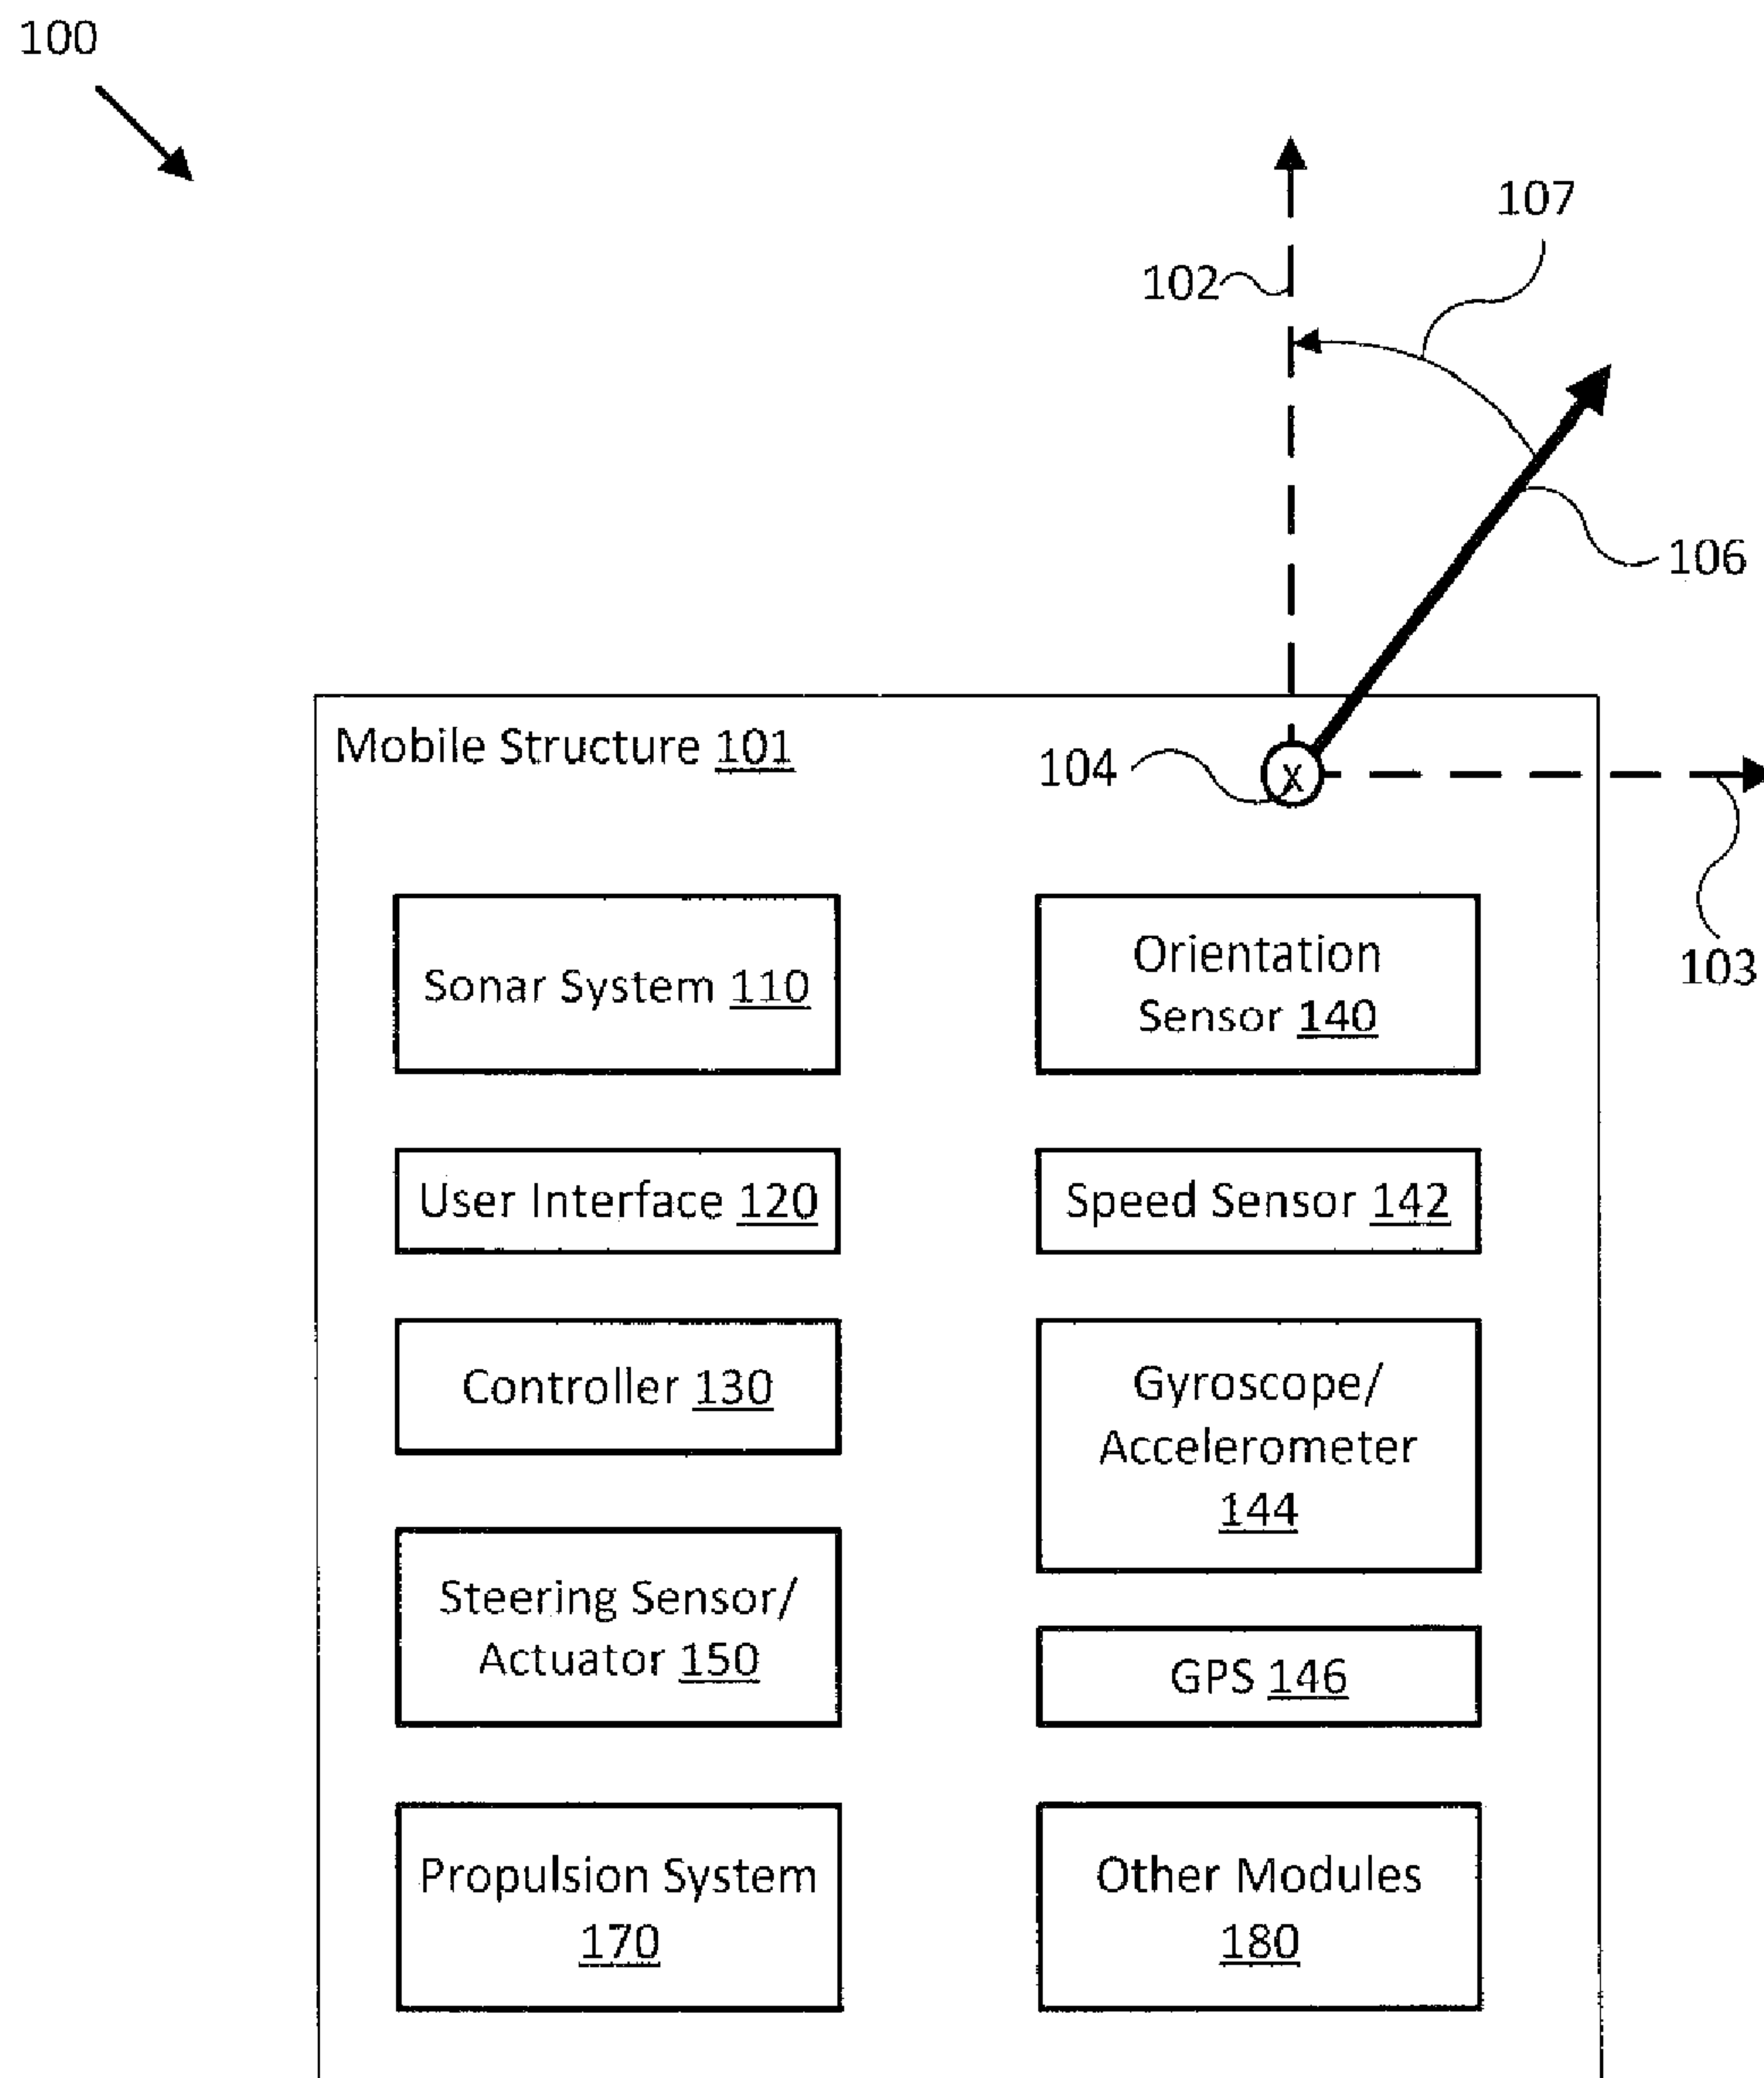 100
107
102
106
Mobile Structure 101
104
X
103
Sonar System 110
Orientation
Sensor 140
User Interface 120
Speed Sensor 142
Controller 130
Gyroscope/
Accelerometer
144
Steering Sensor/
Actuator 150
GPS 146
Propulsion System
170
Other Modules
180